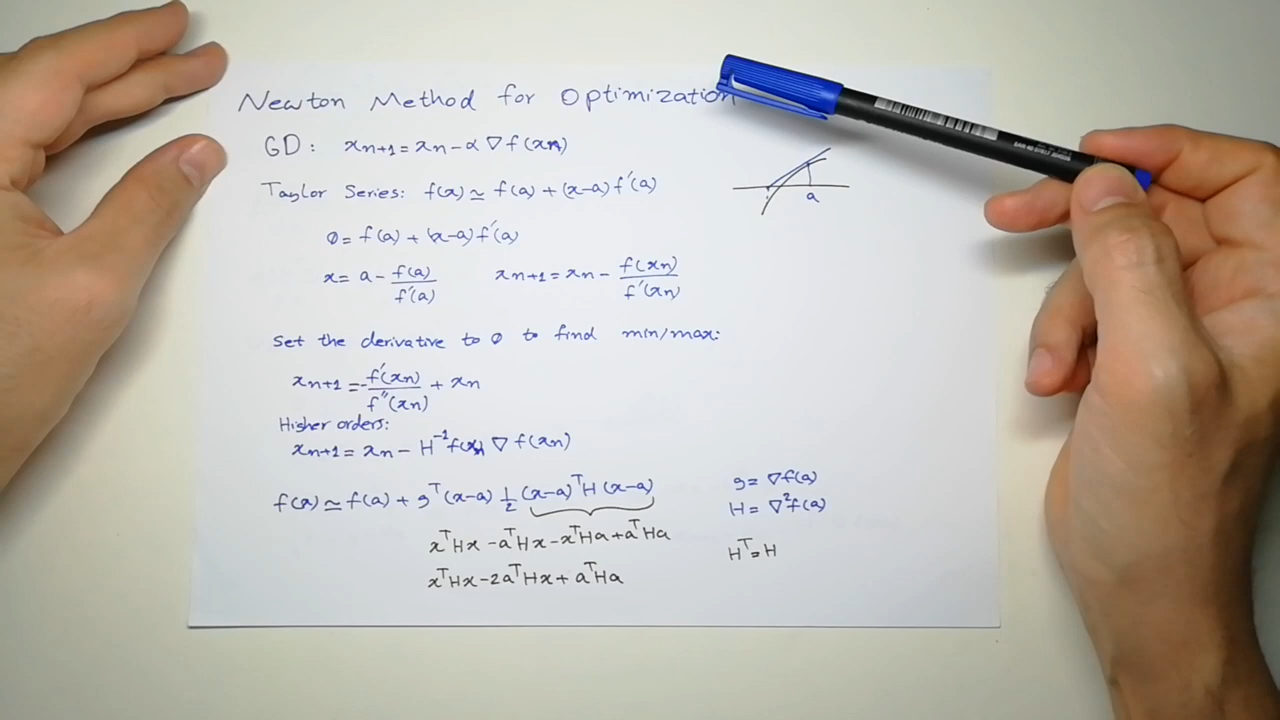 Newton Method for Optimization
GD: xn+1 = xn - α ∇ f(xn)
Taylor Series: f(x) ≃ f(a) + (x-a) f'(a)
0 = f(a) + (x-a) f'(a)
a
x = a - f(a)/f'(a)    xn+1 = xn - f(xn)/f'(xn)
Set the derivative to 0 to find min/max:
xn+1 = - f'(xn)/f''(xn) + xn
Higher orders:
xn+1 = xn - H⁻¹ f(x) ∇ f(xn)
f(x) ≃ f(a) + gᵀ(x-a) 1/2 (x-a)ᵀ H (x-a)
g = ∇f(a)
H = ∇²f(a)
xᵀHx - aᵀHx - xᵀHa + aᵀHa
Hᵀ = H
xᵀHx - 2aᵀHx + aᵀHa